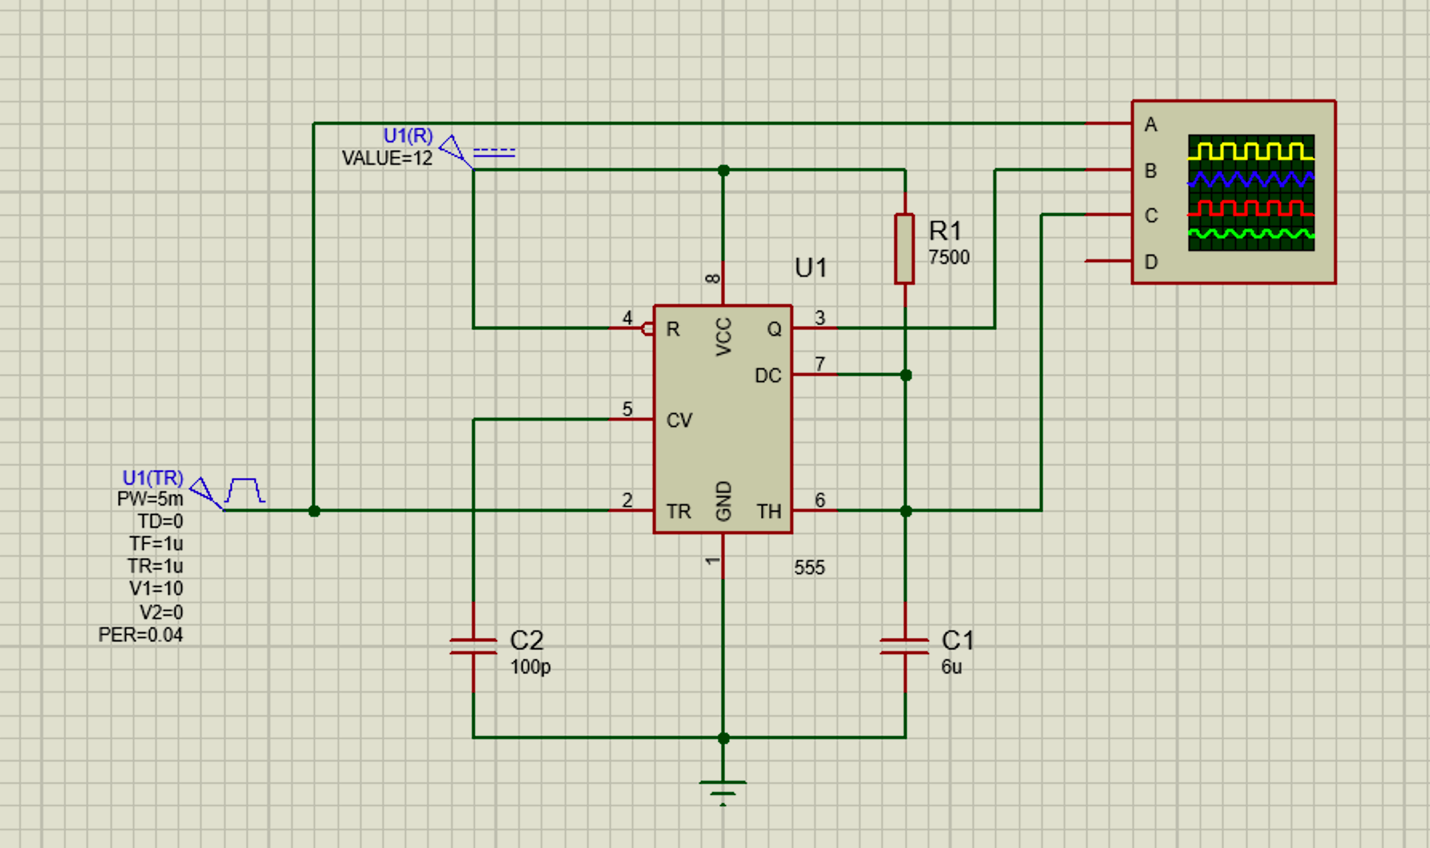 U1(R)
VALUE=12
A
B
C
D
R1
7500
U1
8
VCC
4
R
Q
3
DC
7
5
CV
2
TR
GND
TH
6
1
555
U1(TR)
PW=5m
TD=0
TF=1u
TR=1u
V1=10
V2=0
PER=0.04
C2
100p
C1
6u